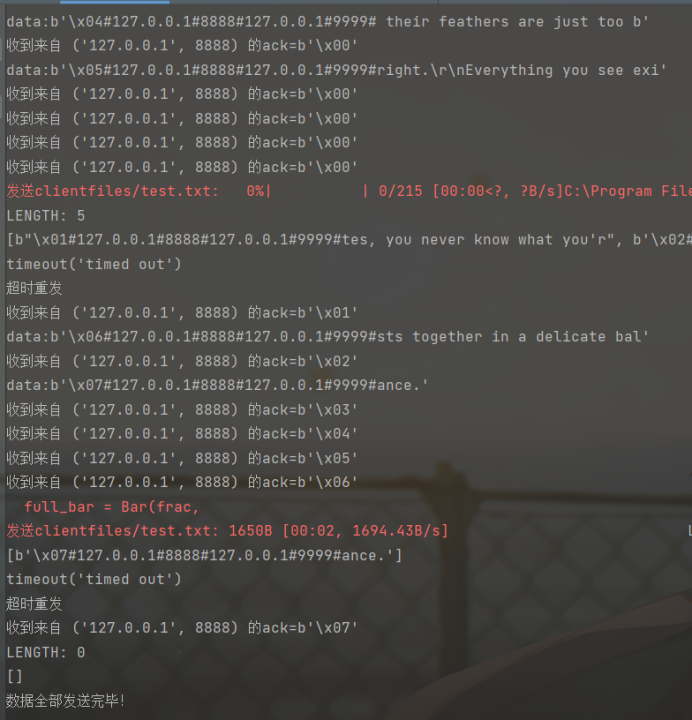 data:b'\x04#127.0.0.1#8888#127.0.0.1#9999# their feathers are just too b'
收到来自 ('127.0.0.1', 8888) 的ack=b'\x00'
data:b'\x05#127.0.0.1#8888#127.0.0.1#9999#right.\r\nEverything you see exi'
收到来自 ('127.0.0.1', 8888) 的ack=b'\x00'
收到来自 ('127.0.0.1', 8888) 的ack=b'\x00'
收到来自 ('127.0.0.1', 8888) 的ack=b'\x00'
收到来自 ('127.0.0.1', 8888) 的ack=b'\x00'
发送clientfiles/test.txt:   0%|          | 0/215 [00:00<?, ?B/s]C:\Program File
LENGTH: 5
[b"\x01#127.0.0.1#8888#127.0.0.1#9999#tes, you never know what you'r", b'\x02#
timeout('timed out')
超时重发
收到来自 ('127.0.0.1', 8888) 的ack=b'\x01'
data:b'\x06#127.0.0.1#8888#127.0.0.1#9999#sts together in a delicate bal'
收到来自 ('127.0.0.1', 8888) 的ack=b'\x02'
data:b'\x07#127.0.0.1#8888#127.0.0.1#9999#ance.'
收到来自 ('127.0.0.1', 8888) 的ack=b'\x03'
收到来自 ('127.0.0.1', 8888) 的ack=b'\x04'
收到来自 ('127.0.0.1', 8888) 的ack=b'\x05'
收到来自 ('127.0.0.1', 8888) 的ack=b'\x06'
  full_bar = Bar(frac,
发送clientfiles/test.txt: 1650B [00:02, 1694.43B/s]
[b'\x07#127.0.0.1#8888#127.0.0.1#9999#ance.']
timeout('timed out')
超时重发
收到来自 ('127.0.0.1', 8888) 的ack=b'\x07'
LENGTH: 0
[]
数据全部发送完毕!